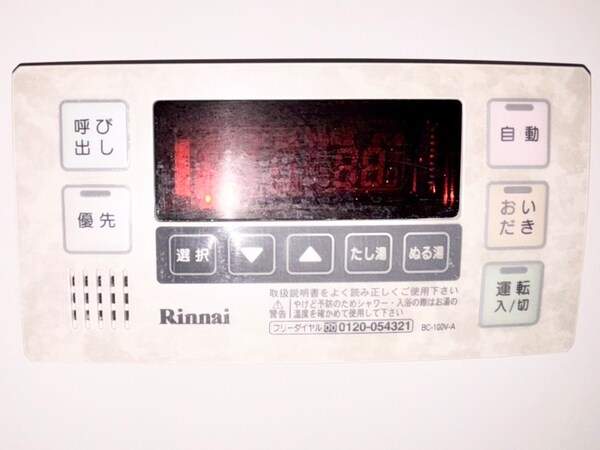 呼び
出し
優先
自動
おい
だき
運転
入/切
選択
▼
▲
たし湯
ぬる湯
取扱説明書をよく読み正しくご使用下さい
⚠ やけど予防のためシャワー・入浴の際はお湯の
警告 温度を確かめて使用して下さい
Rinnai
フリーダイヤル 0120-054321 BC-100V-A